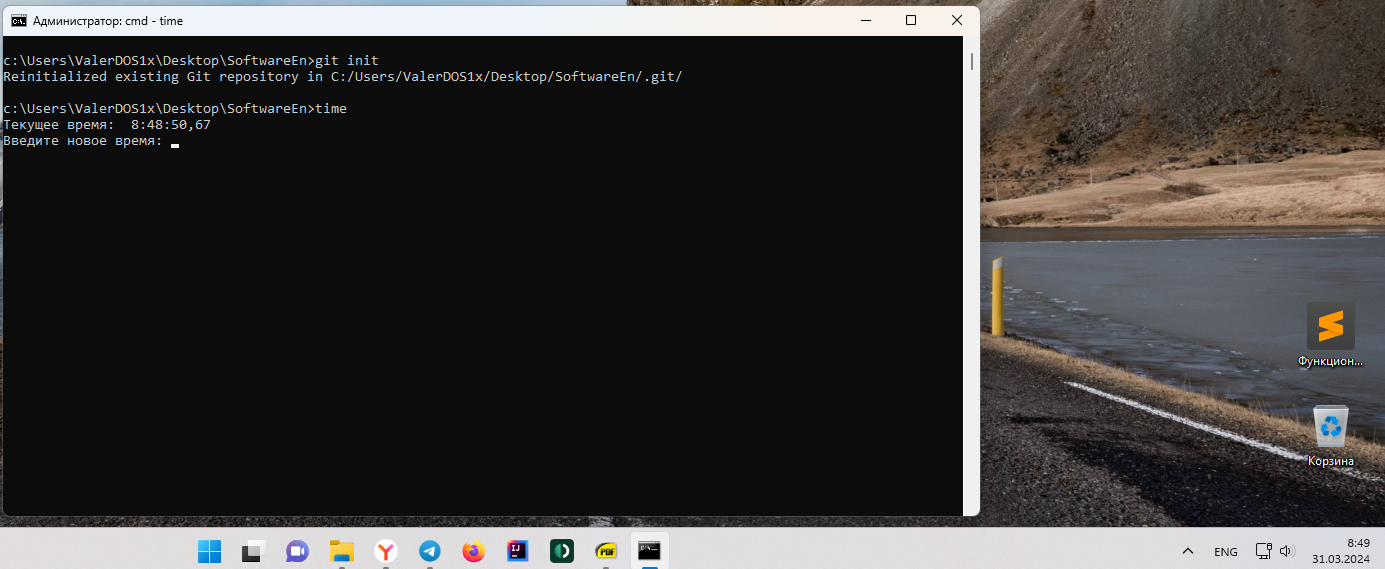 Администратор: cmd - time
c:\Users\ValerDOS1x\Desktop\SoftwareEn>git init
Reinitialized existing Git repository in C:/Users/ValerDOS1x/Desktop/SoftwareEn/.git/
c:\Users\ValerDOS1x\Desktop\SoftwareEn>time
Текущее время:  8:48:50,67
Введите новое время:
Функцион...
Корзина
PDF
ENG
8:49
31.03.2024